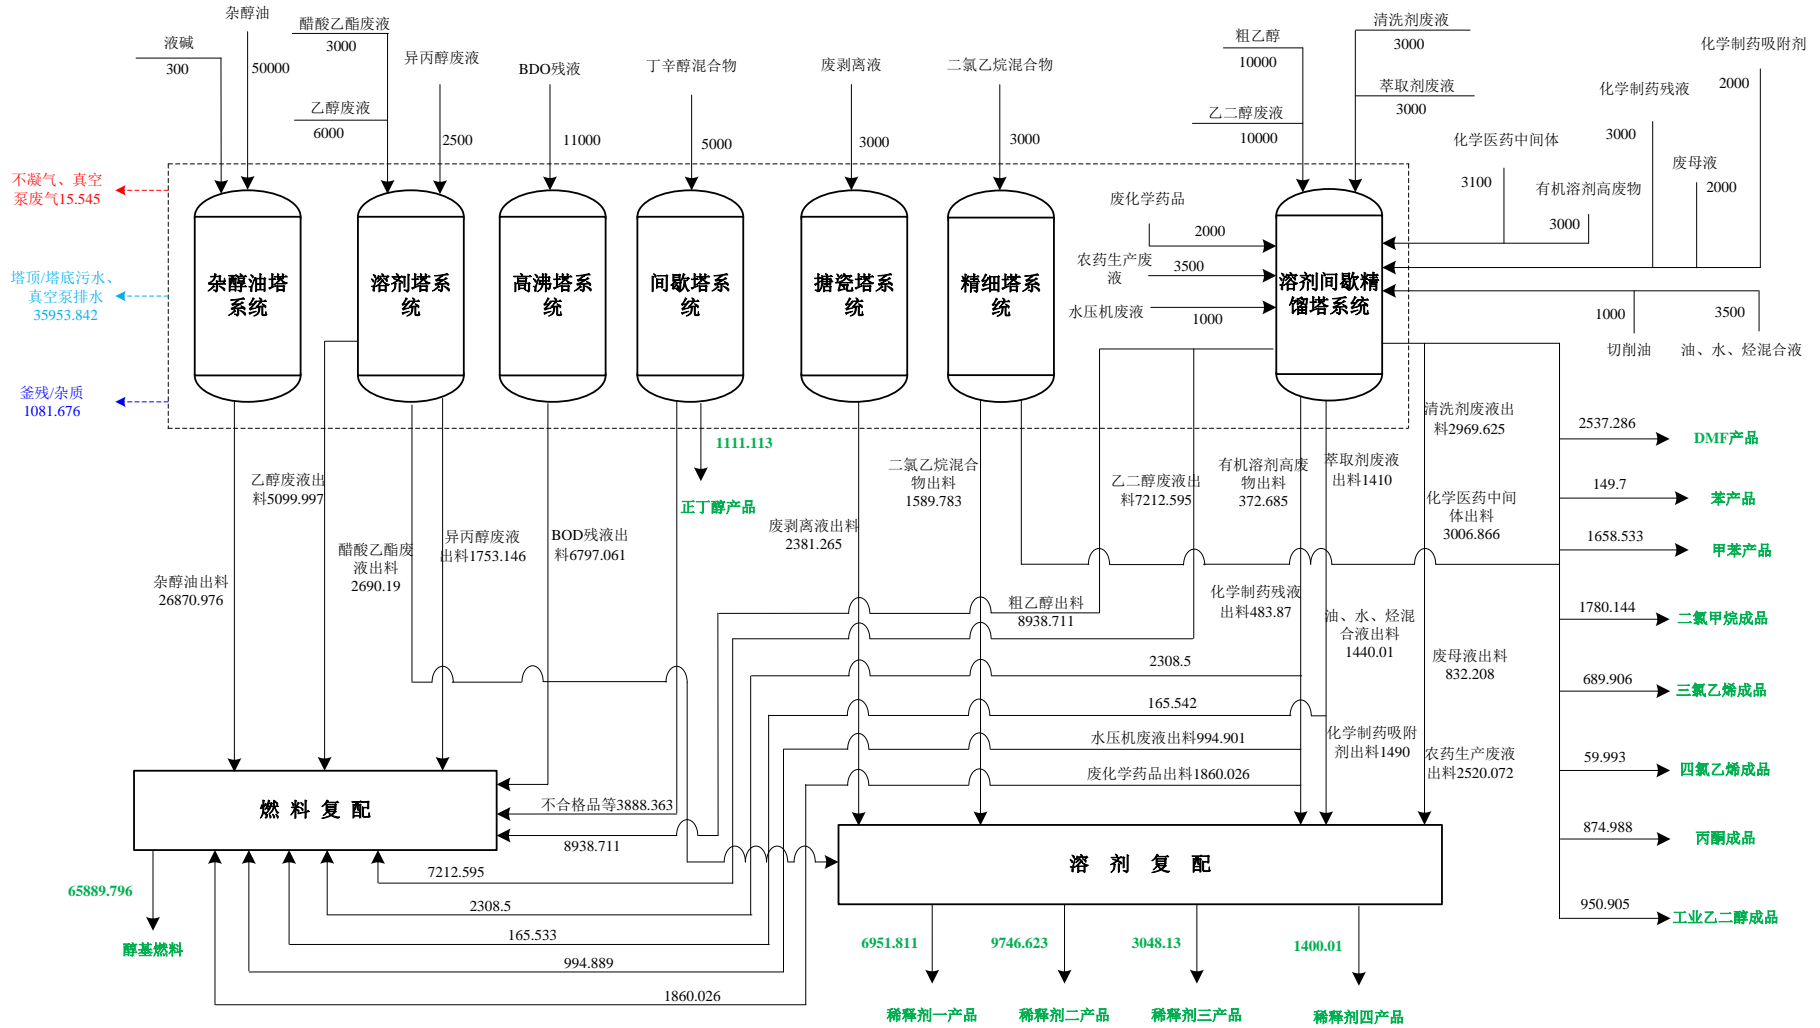 杂醇油
液碱
300
50000
醋酸乙酯废液
3000
乙醇废液
6000
异丙醇废液
2500
BDO残液
11000
丁辛醇混合物
5000
废剥离液
3000
二氯乙烷混合物
3000
粗乙醇
10000
乙二醇废液
10000
清洗剂废液
3000
萃取剂废液
3000
化学制药吸附剂
2000
化学制药残液
3000
化学医药中间体
3100
废母液
2000
有机溶剂高废物
3000
废化学药品
2000
农药生产废
液
3500
水压机废液
1000
1000
切削油
3500
油、水、烃混合液
不凝气、真空
泵废气15.545
塔顶/塔底污水、
真空泵排水
35953.842
釜残/杂质
1081.676
杂醇油塔
系统
溶剂塔系
统
高沸塔系
统
间歇塔系
统
搪瓷塔系
统
精细塔系
统
溶剂间歇精
馏塔系统
1111.113
正丁醇产品
乙醇废液出
料5099.997
醋酸乙酯废
液出料
2690.19
异丙醇废液
出料1753.146
BOD残液出
料6797.061
杂醇油出料
26870.976
废剥离液出料
2381.265
二氯乙烷混合
物出料
1589.783
乙二醇废液出
料7212.595
有机溶剂高废
物出料
372.685
萃取剂废液
出料1410
清洗剂废液出
料2969.625
化学医药中间
体出料
3006.866
粗乙醇出料
8938.711
化学制药残液
出料483.87
油、水、烃混
合液出料
1440.01
废母液出料
832.208
2308.5
165.542
水压机废液出料994.901
化学制药吸附
剂出料1490
农药生产废液
出料2520.072
废化学药品出料1860.026
不合格品等3888.363
8938.711
7212.595
2308.5
165.533
994.889
1860.026
燃料复配
溶剂复配
65889.796
醇基燃料
6951.811
稀释剂一产品
9746.623
稀释剂二产品
3048.13
稀释剂三产品
1400.01
稀释剂四产品
2537.286
DMF产品
149.7
苯产品
1658.533
甲苯产品
1780.144
二氯甲烷成品
689.906
三氯乙烯成品
59.993
四氯乙烯成品
874.988
丙酮成品
950.905
工业乙二醇成品